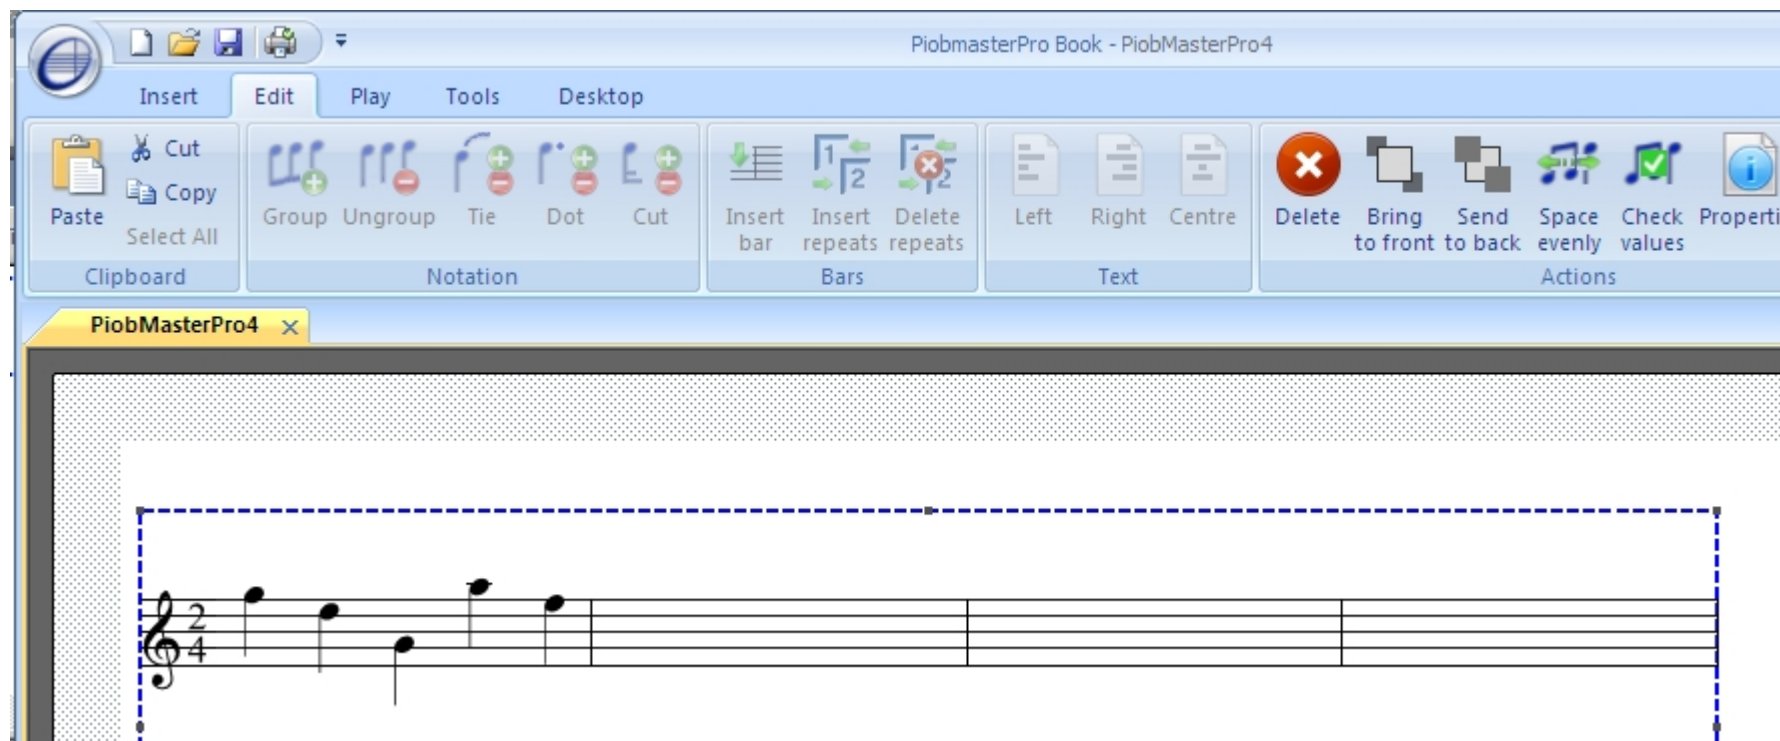 PiobmasterPro Book - PiobMasterPro4
Insert Edit Play Tools Desktop
Paste
Cut
Copy
Select All
Clipboard
Group Ungroup Tie Dot Cut
Notation
Insert bar
Insert repeats
Delete repeats
Bars
Left Right Centre
Text
Delete
Bring to front
Send to back
Space evenly
Check values
Properti
Actions
PiobMasterPro4
2
4